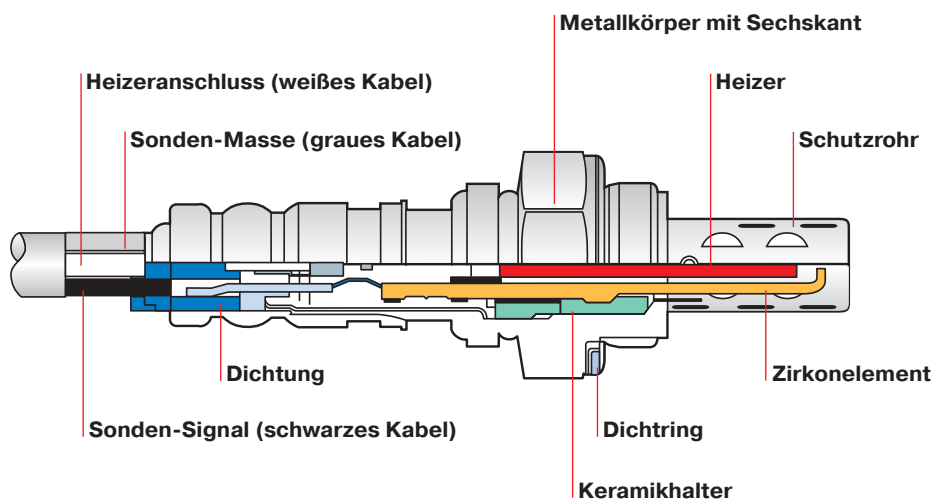 Metallkörper mit Sechskant
Heizeranschluss (weißes Kabel)
Heizer
Sonden-Masse (graues Kabel)
Schutzrohr
Dichtung
Zirkonelement
Sonden-Signal (schwarzes Kabel)
Dichtring
Keramikhalter